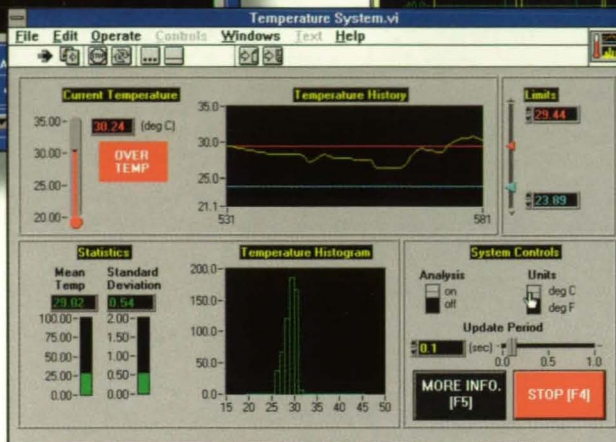 40.0
Temperature System.vi
File Edit Operate Controls Windows Text Help
Current Temperature
35.00
30.00
25.00
20.00
30.24 (deg C)
OVER
TEMP
Temperature History
35.0
30.0
25.0
21.1
531 581
Limits
29.44
23.89
Statistics
Mean
Temp
Standard
Deviation
29.02 0.54
100.00
75.00
50.00
25.00
2.00
1.50
1.00
0.50
0.00
Temperature Histogram
200.0
150.0
100.0
50.0
0.0
15 20 25 30 35 40 45 50
System Controls
Analysis
on
off
Units
deg C
deg F
Update Period
0.1 (sec)
0.0 0.5 1.0
MORE INFO.
[F5]
STOP [F4]